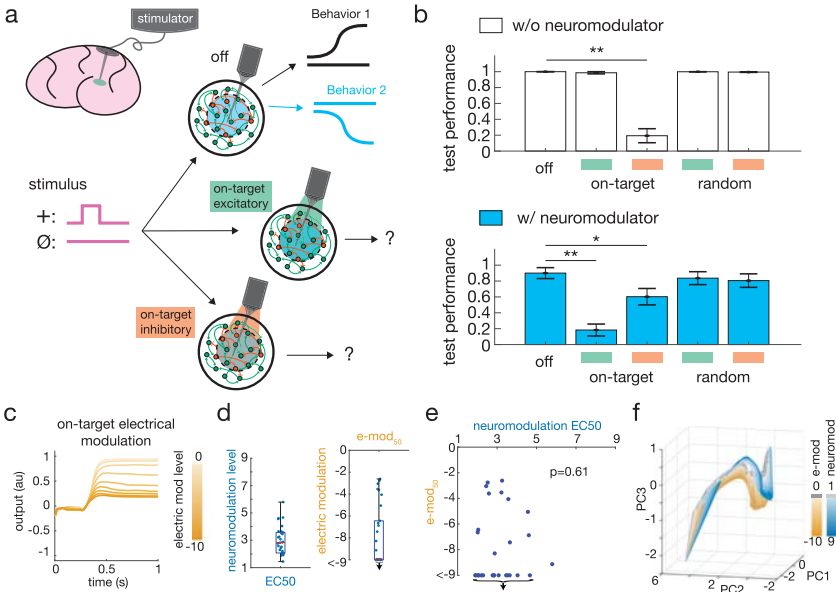 a
stimulator
off
Behavior 1
Behavior 2
stimulus
+:
Ø:
on-target
excitatory
?
on-target
inhibitory
?
b
w/o neuromodulator
**
test performance
1
0.8
0.6
0.4
0.2
0
off
on-target
random
w/ neuromodulator
*
**
test performance
1
0.8
0.6
0.4
0.2
0
off
on-target
random
c
on-target electrical
modulation
output (au)
1
0.5
0
-0.5
-1
0
0.5
1
time (s)
electric mod level
0
-10
d
neuromodulation level
9
7
5
3
1
EC50
e-mod50
electric modulation
0
-2
-4
-6
-8
<-9
e
neuromodulation EC50
1 3 5 7 9
p=0.61
e-mod50
0
-2
-4
-6
-8
<-9
f
PC3
1
0
-1
-2
6
2
-2
PC2
-2
0
2
PC1
e-mod
neuromod
0 1
-10 9